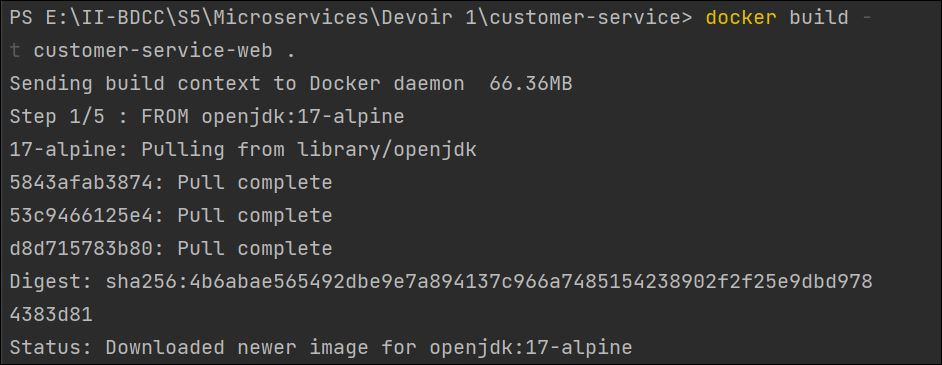 PS E:\II-BDCC\S5\Microservices\Devoir 1\customer-service> docker build -
t customer-service-web .
Sending build context to Docker daemon  66.36MB
Step 1/5 : FROM openjdk:17-alpine
17-alpine: Pulling from library/openjdk
5843afab3874: Pull complete
53c9466125e4: Pull complete
d8d715783b80: Pull complete
Digest: sha256:4b6abae565492dbe9e7a894137c966a7485154238902f2f25e9dbd978
4383d81
Status: Downloaded newer image for openjdk:17-alpine